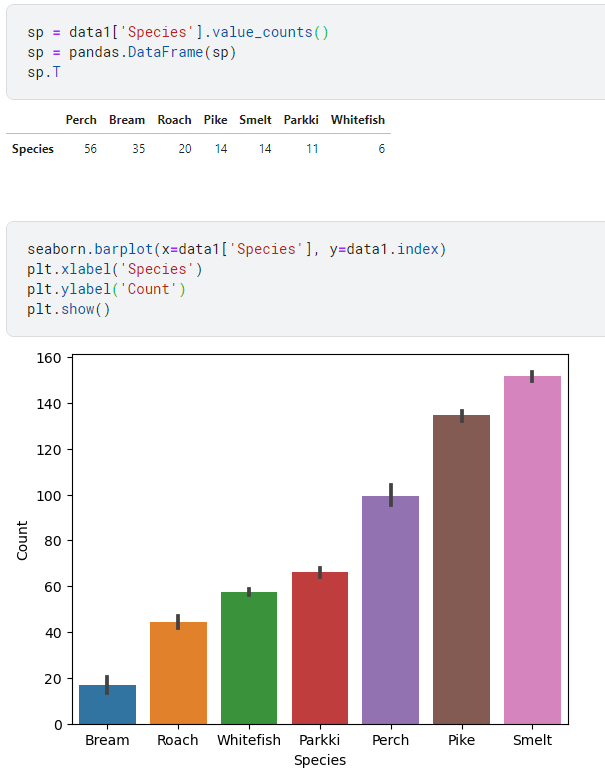 sp = data1['Species'].value_counts()
sp = pandas.DataFrame(sp)
sp.T
Perch Bream Roach Pike Smelt Parkki Whitefish
Species 56 35 20 14 14 11 6
seaborn.barplot(x=data1['Species'], y=data1.index)
plt.xlabel('Species')
plt.ylabel('Count')
plt.show()
160
140
120
100
80
60
40
20
0
Count
Bream Roach Whitefish Parkki Perch Pike Smelt
Species